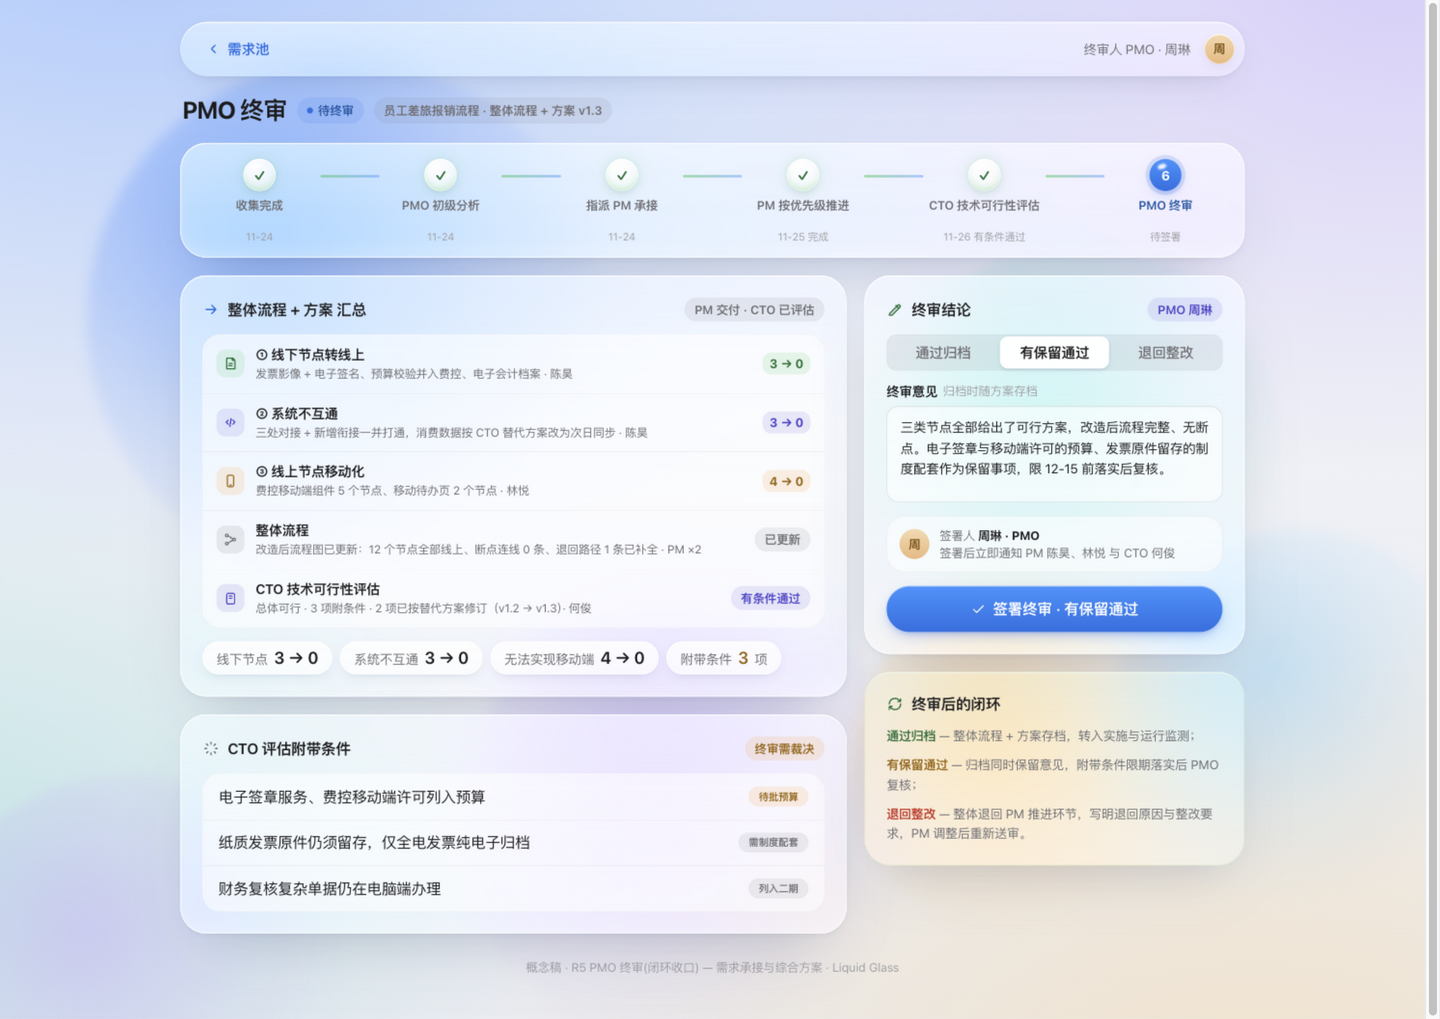 需求池
终审人 PMO · 周琳 周
PMO 终审 待终审 员工差旅报销流程 · 整体流程 + 方案 v1.3
6
收集完成 PMO 初级分析 指派 PM 承接 PM 按优先级推进 CTO 技术可行性评估 PMO 终审
11-24 11-24 11-24 11-25 完成 11-26 有条件通过 待签署
整体流程 + 方案 汇总 PM 交付 · CTO 已评估
① 线下节点转线上
发票影像 + 电子签名、预算校验并入费控、电子会计档案 · 陈昊
3 → 0
② 系统不互通
三处对接 + 新增衔接一并打通，消费数据按 CTO 替代方案改为次日同步 · 陈昊
3 → 0
③ 线上节点移动化
费控移动端组件 5 个节点、移动待办页 2 个节点 · 林悦
4 → 0
整体流程
改造后流程图已更新：12 个节点全部线上、断点连线 0 条、退回路径 1 条已补全 · PM ×2
已更新
CTO 技术可行性评估
总体可行 · 3 项附条件 · 2 项已按替代方案修订（v1.2 → v1.3）· 何俊
有条件通过
线下节点 3 → 0 系统不互通 3 → 0 无法实现移动端 4 → 0 附带条件 3 项
CTO 评估附带条件 终审需裁决
电子签章服务、费控移动端许可列入预算 待批预算
纸质发票原件仍须留存，仅全电发票纯电子归档 需制度配套
财务复核复杂单据仍在电脑端办理 列入二期
终审结论 PMO 周琳
通过归档 有保留通过 退回整改
终审意见 归档时随方案存档
三类节点全部给出了可行方案，改造后流程完整、无断
点。电子签章与移动端许可的预算、发票原件留存的制
度配套作为保留事项，限 12-15 前落实后复核。
周
签署人 周琳 · PMO
签署后立即通知 PM 陈昊、林悦 与 CTO 何俊
签署终审 · 有保留通过
终审后的闭环
通过归档 — 整体流程 + 方案存档，转入实施与运行监测；
有保留通过 — 归档同时保留意见，附带条件限期落实后 PMO
复核；
退回整改 — 整体退回 PM 推进环节，写明退回原因与整改要
求，PM 调整后重新送审。
概念稿 · R5 PMO 终审(闭环收口) — 需求承接与综合方案 · Liquid Glass